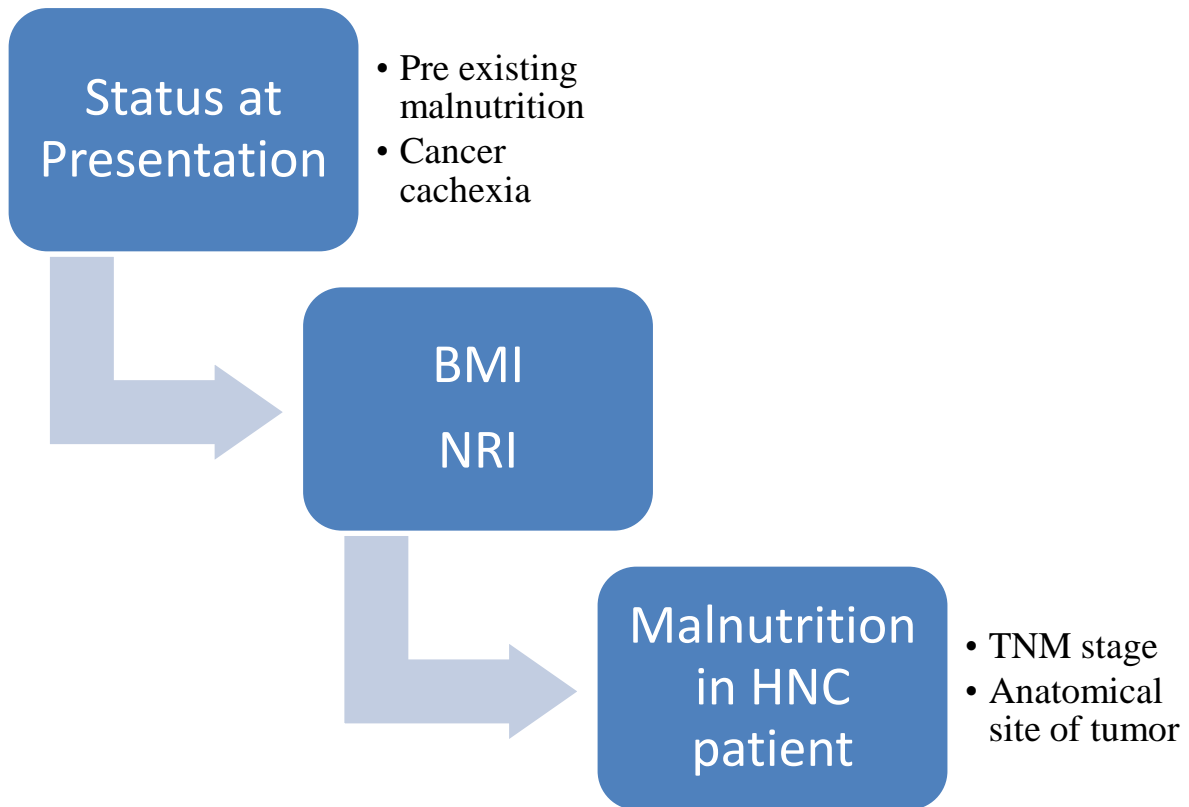 Status at
Presentation
• Pre existing
malnutrition
• Cancer
cachexia
BMI
NRI
Malnutrition
in HNC
patient
• TNM stage
• Anatomical
site of tumor